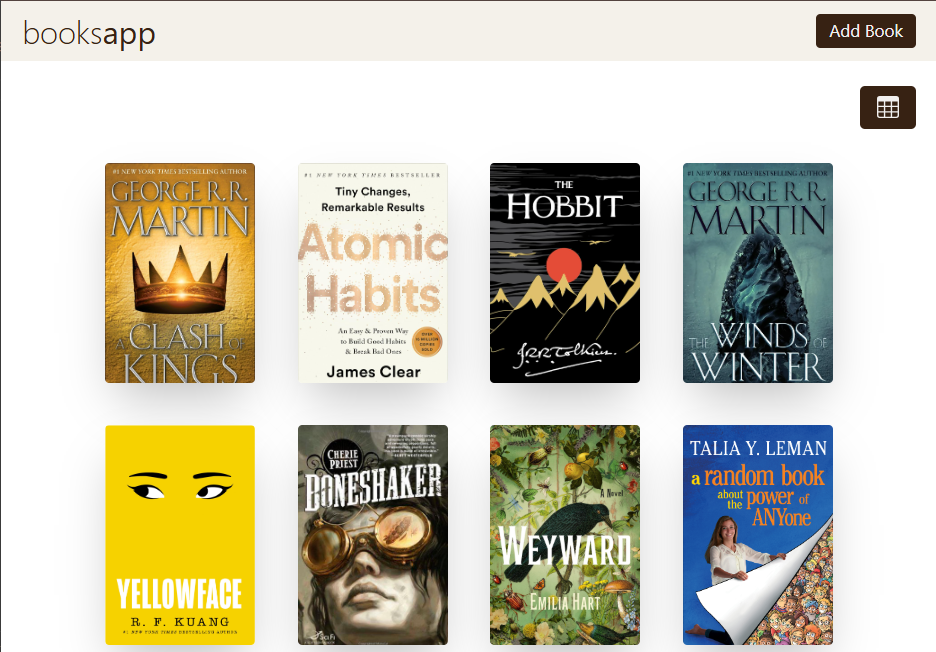 booksapp
Add Book
#1 NEW YORK TIMES BESTSELLING AUTHOR
GEORGE R.R.
MARTIN
A CLASH OF
KINGS
#1 NEW YORK TIMES BESTSELLER
Tiny Changes,
Remarkable Results
Atomic
Habits
An Easy & Proven Way
to Build Good Habits
& Break Bad Ones
James Clear
THE
HOBBIT
J.R.R. Tolkien.
#1 NEW YORK TIMES BESTSELLING AUTHOR
GEORGE R.R.
MARTIN
THE WINDS OF
WINTER
YELLOWFACE
R. F. KUANG
#1 NEW YORK TIMES BESTSELLING AUTHOR
CHERIE
PRIEST
BONESHAKER
A Novel
WEYWARD
EMILIA HART
TALIA Y. LEMAN
a random book
about
the power of
ANYone